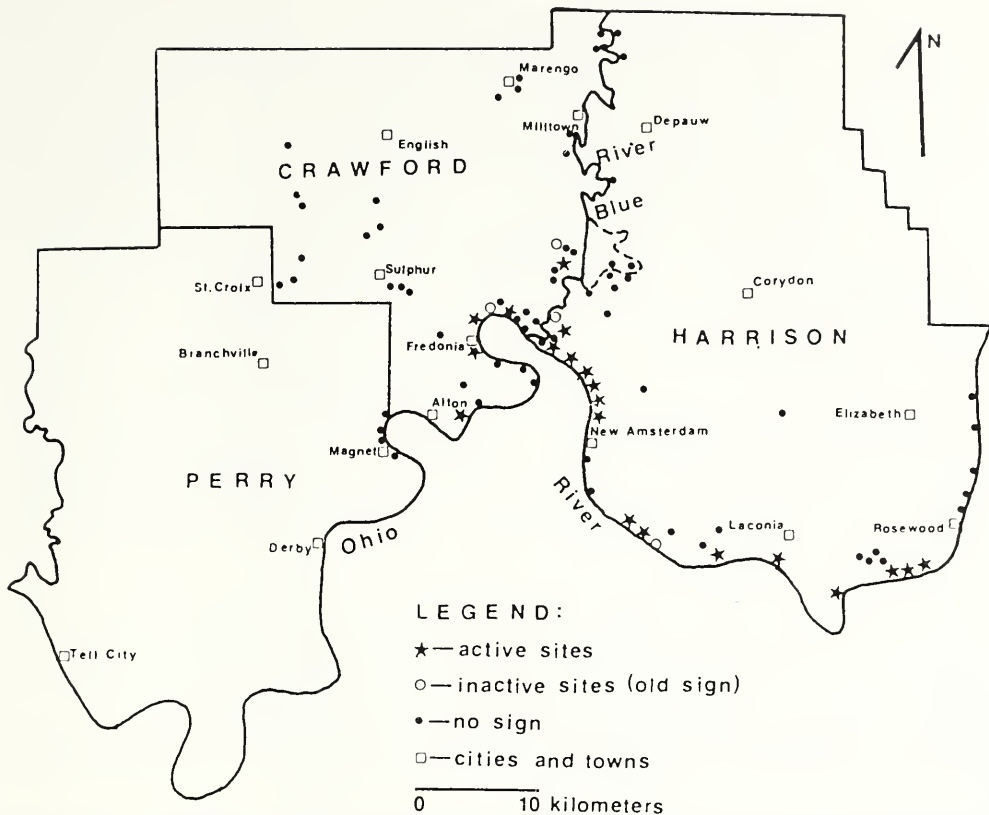 N
Marengo
Milltown
Depauw
English
River
CRAWFORD
Blue
St. Croix
Sulphur
Corydon
HARRISON
Fredonia
Branchville
Alton
Elizabeth
New Amsterdam
Magnet
PERRY
River
Laconia
Rosewood
Derby
Ohio
LEGEND:
★—active sites
○—inactive sites (old sign)
●—no sign
□—cities and towns
Tell City
0 10 kilometers